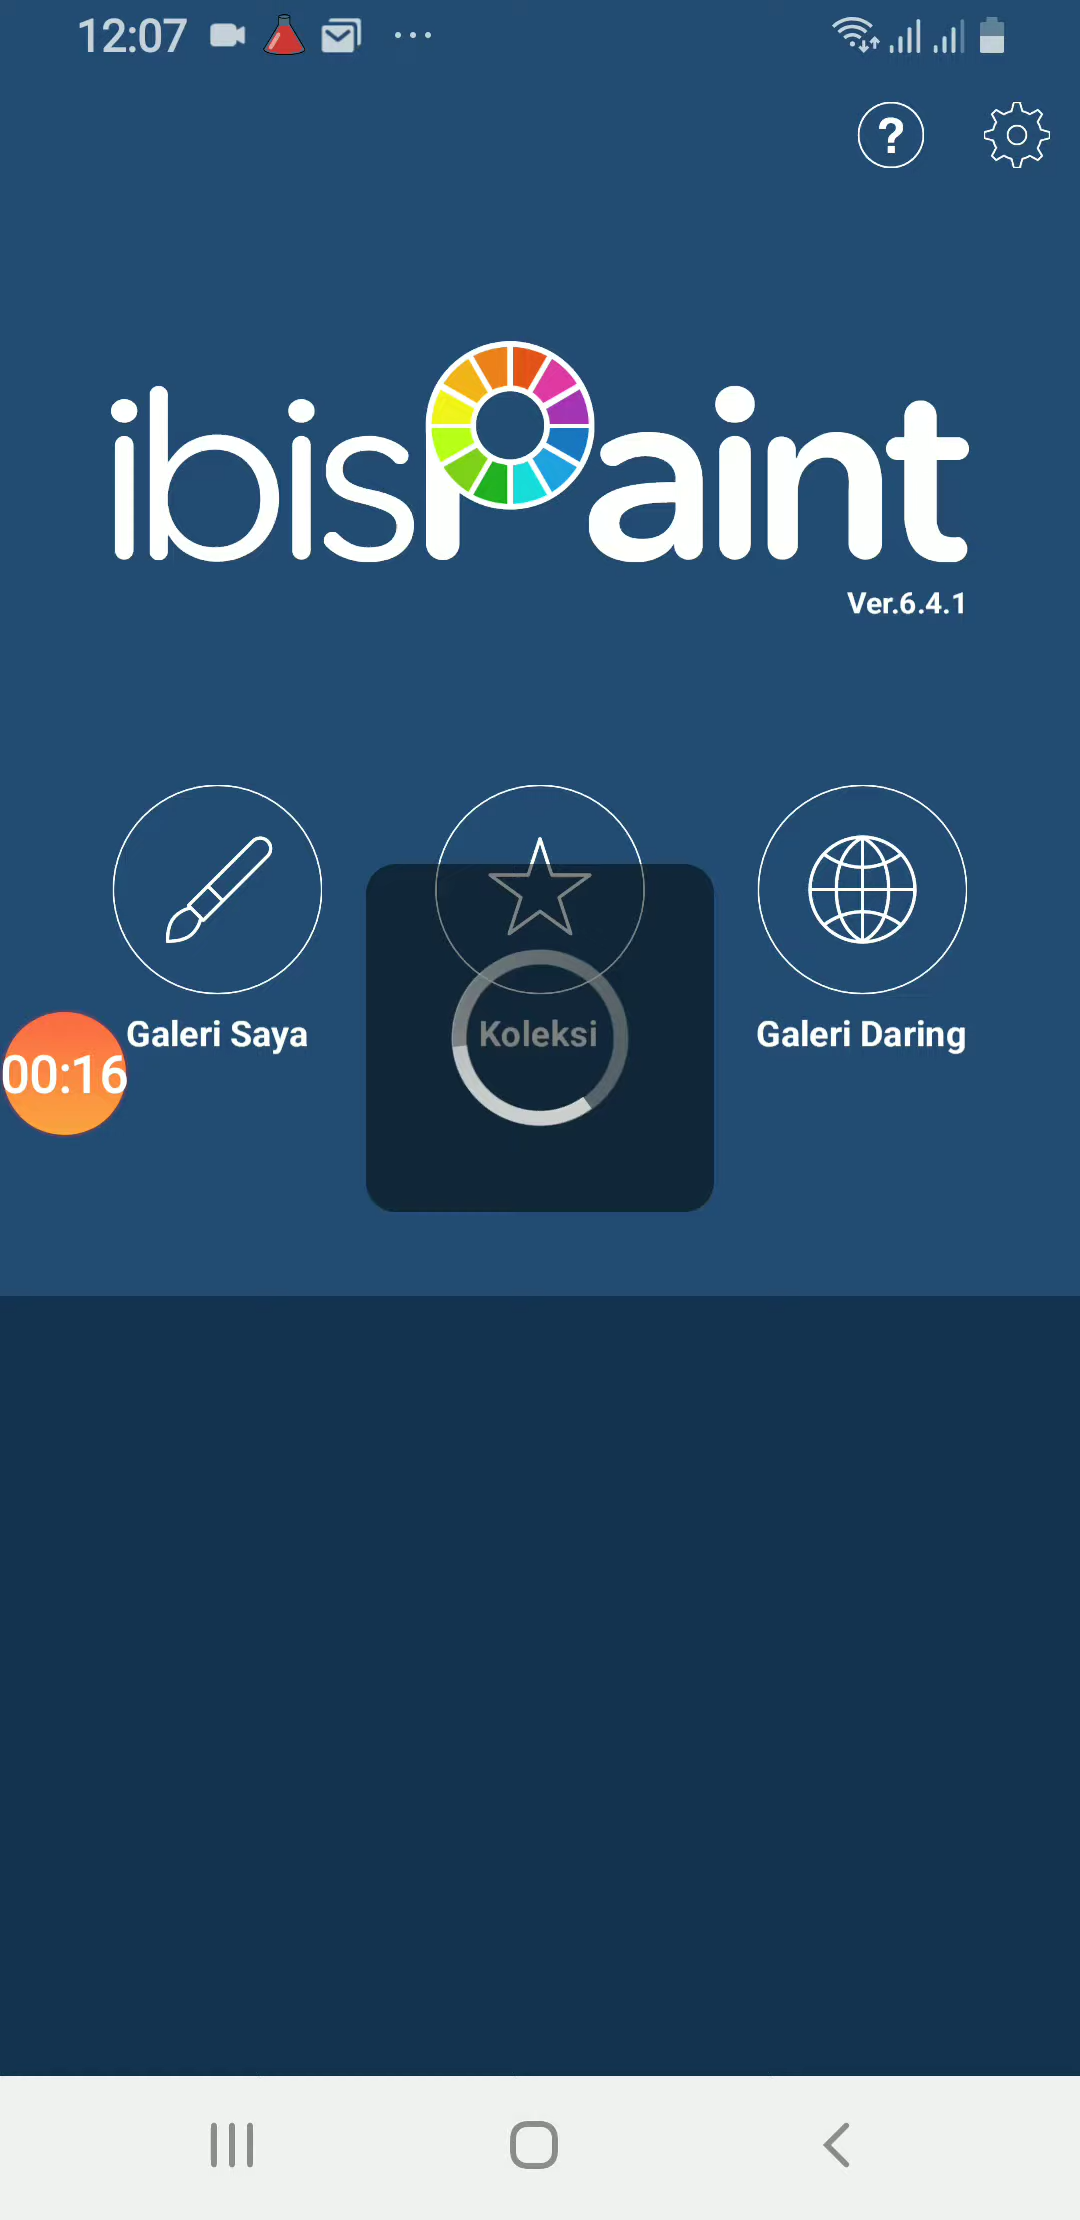 12:07
?
ibisPaint
Ver.6.4.1
Galeri Saya
Koleksi
Galeri Daring
00:16